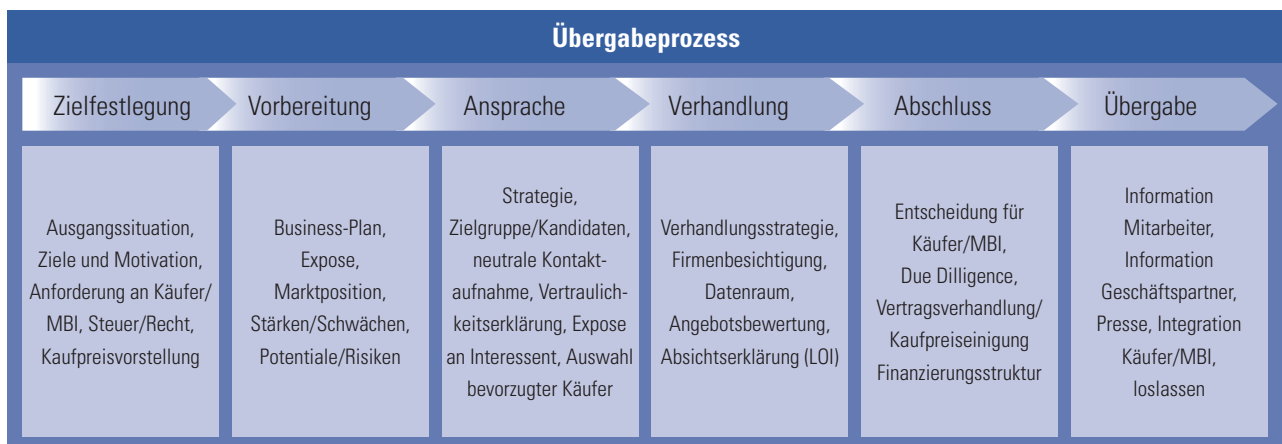 Übergabeprozess
Zielfestlegung
Vorbereitung
Ansprache
Verhandlung
Abschluss
Übergabe
Ausgangssituation,
Ziele und Motivation,
Anforderung an Käufer/
MBI, Steuer/Recht,
Kaufpreisvorstellung
Business-Plan,
Expose,
Marktposition,
Stärken/Schwächen,
Potentiale/Risiken
Strategie,
Zielgruppe/Kandidaten,
neutrale Kontakt-
aufnahme, Vertraulich-
keitserklärung, Expose
an Interessent, Auswahl
bevorzugter Käufer
Verhandlungsstrategie,
Firmenbesichtigung,
Datenraum,
Angebotsbewertung,
Absichtserklärung (LOI)
Entscheidung für
Käufer/MBI,
Due Dilligence,
Vertragsverhandlung/
Kaufpreiseinigung
Finanzierungsstruktur
Information
Mitarbeiter,
Information
Geschäftspartner,
Presse, Integration
Käufer/MBI,
loslassen